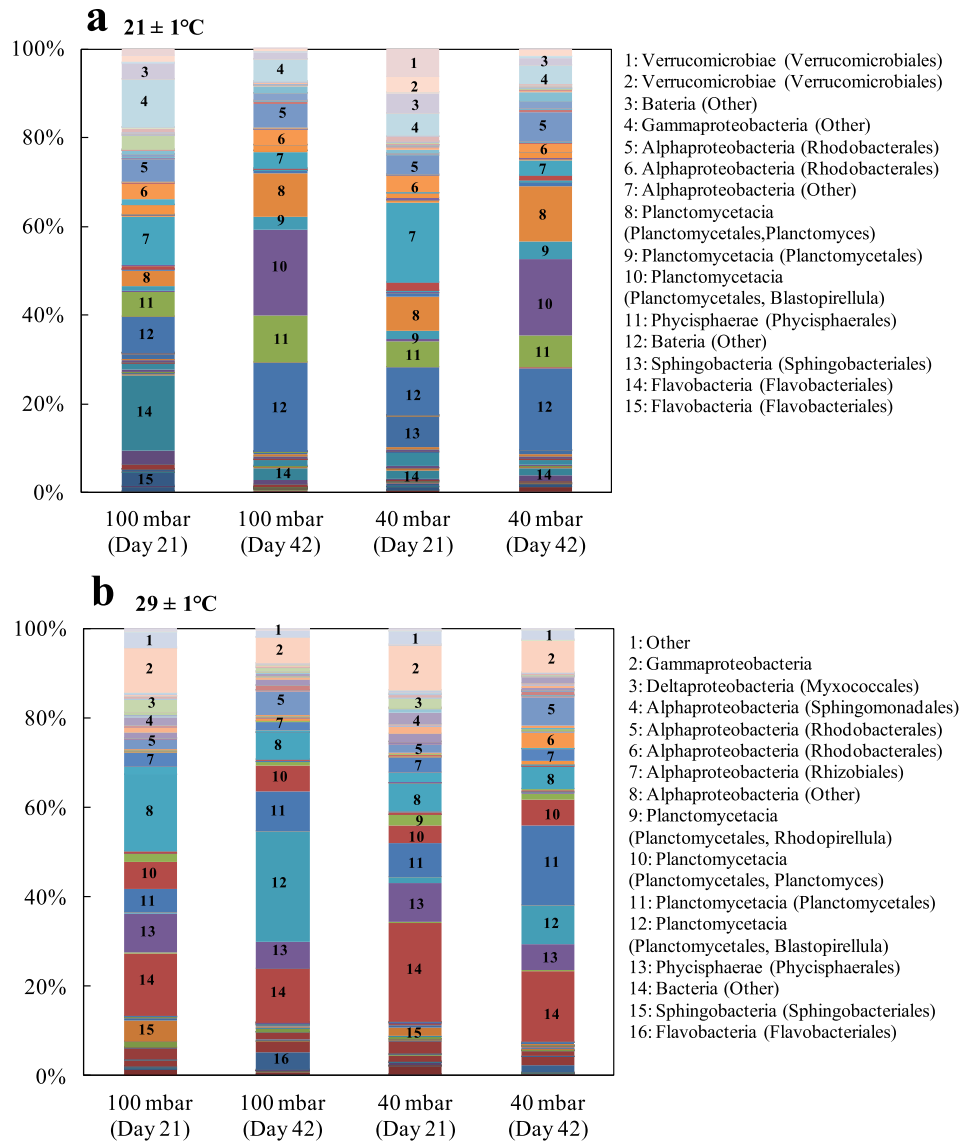 a 21 ± 1℃
100%
80%
60%
40%
20%
0%
3
4
5
6
7
8
11
12
14
15
4
5
6
7
8
9
10
11
12
14
1
2
3
4
5
6
7
8
9
11
12
13
14
3
4
5
6
7
8
9
10
11
12
14
100 mbar
(Day 21)
100 mbar
(Day 42)
40 mbar
(Day 21)
40 mbar
(Day 42)
1: Verrucomicrobiae (Verrucomicrobiales)
2: Verrucomicrobiae (Verrucomicrobiales)
3: Bateria (Other)
4: Gammaproteobacteria (Other)
5: Alphaproteobacteria (Rhodobacterales)
6. Alphaproteobacteria (Rhodobacterales)
7: Alphaproteobacteria (Other)
8: Planctomycetacia
(Planctomycetales,Planctomyces)
9: Planctomycetacia (Planctomycetales)
10: Planctomycetacia
(Planctomycetales, Blastopirellula)
11: Phycisphaerae (Phycisphaerales)
12: Bateria (Other)
13: Sphingobacteria (Sphingobacteriales)
14: Flavobacteria (Flavobacteriales)
15: Flavobacteria (Flavobacteriales)
b 29 ± 1℃
100%
80%
60%
40%
20%
0%
1
2
3
4
5
7
8
10
11
13
14
15
1
2
5
7
8
10
11
12
13
14
16
1
2
3
4
5
7
8
9
10
11
13
14
15
1
2
5
6
7
8
10
11
12
13
14
100 mbar
(Day 21)
100 mbar
(Day 42)
40 mbar
(Day 21)
40 mbar
(Day 42)
1: Other
2: Gammaproteobacteria
3: Deltaproteobacteria (Myxococcales)
4: Alphaproteobacteria (Sphingomonadales)
5: Alphaproteobacteria (Rhodobacterales)
6: Alphaproteobacteria (Rhodobacterales)
7: Alphaproteobacteria (Rhizobiales)
8: Alphaproteobacteria (Other)
9: Planctomycetacia
(Planctomycetales, Rhodopirellula)
10: Planctomycetacia
(Planctomycetales, Planctomyces)
11: Planctomycetacia (Planctomycetales)
12: Planctomycetacia
(Planctomycetales, Blastopirellula)
13: Phycisphaerae (Phycisphaerales)
14: Bacteria (Other)
15: Sphingobacteria (Sphingobacteriales)
16: Flavobacteria (Flavobacteriales)